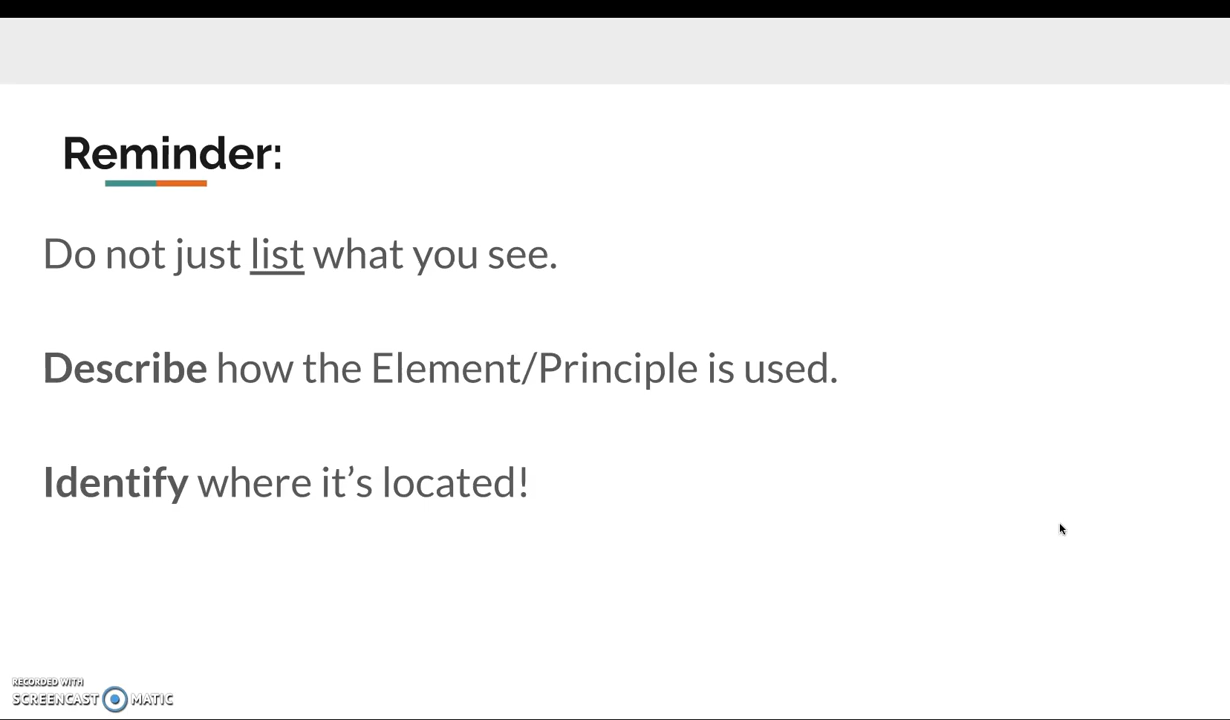 Reminder:
Do not just list what you see.
Describe how the Element/Principle is used.
Identify where it’s located!
RECORDED WITH
SCREENCAST MATIC